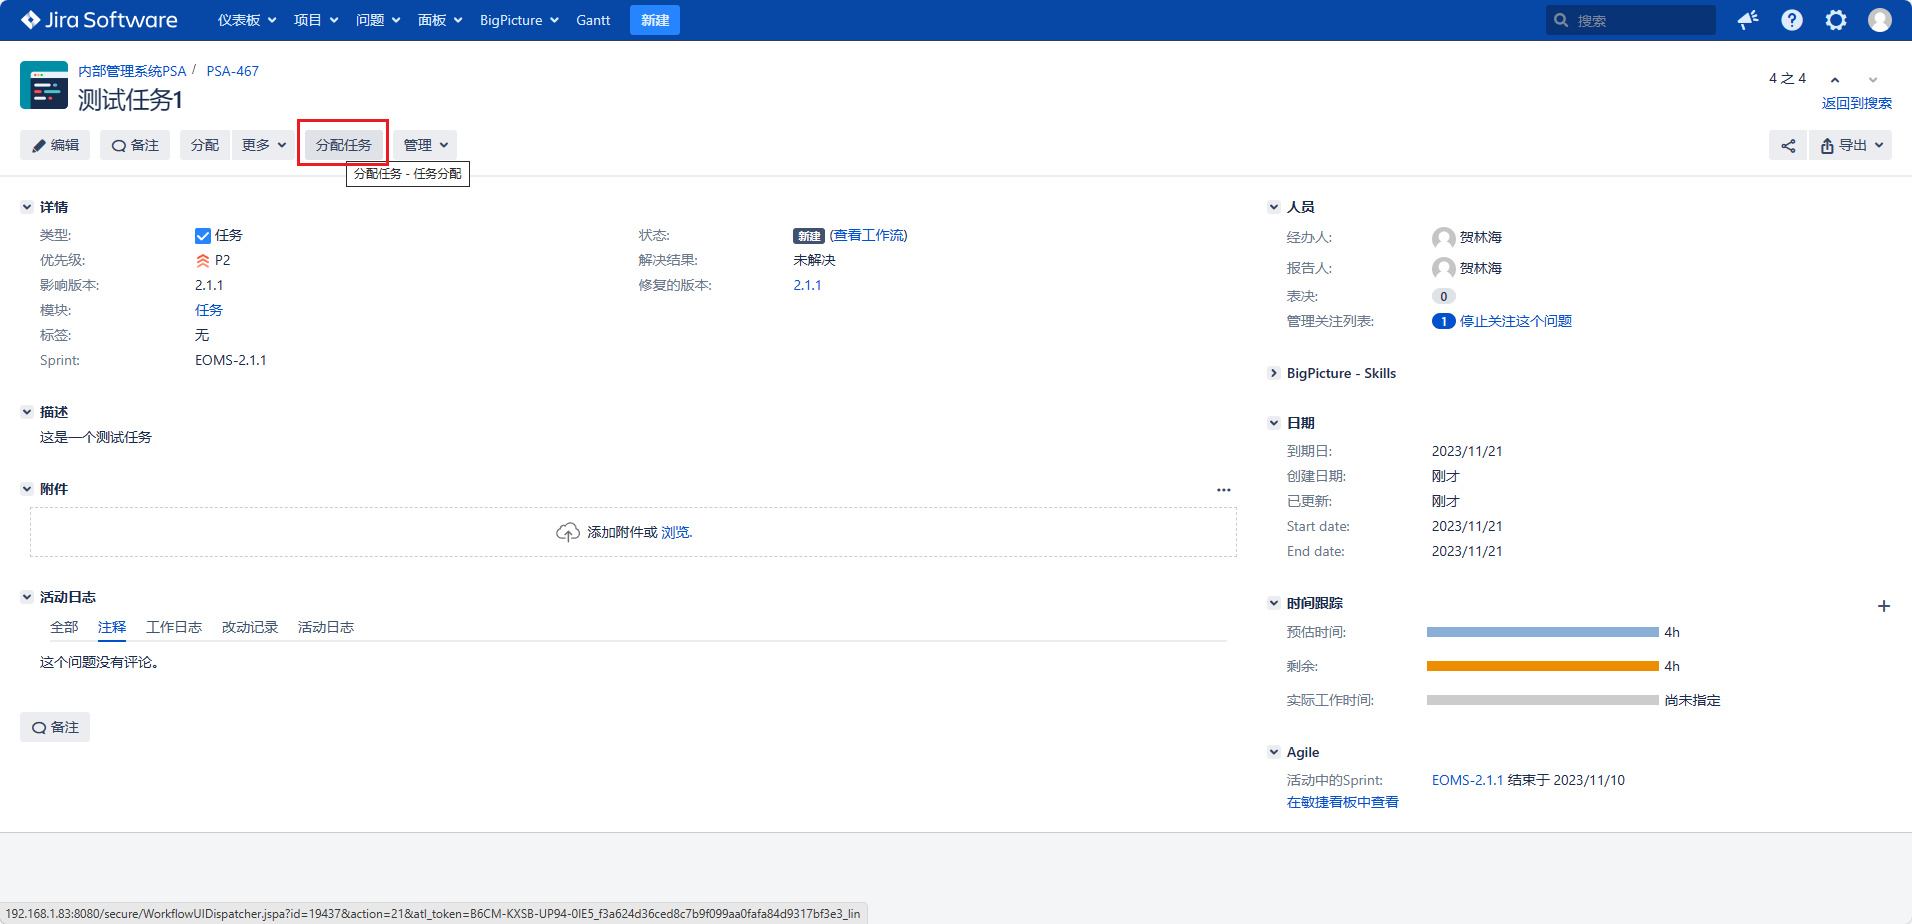 Jira Software 仪表板 项目 问题 面板 BigPicture Gantt 新建 搜索
内部管理系统PSA / PSA-467
测试任务1
4 之 4
返回到搜索
编辑 备注 分配 更多 分配任务 管理 导出
分配任务 - 任务分配
详情
类型: 任务 状态: 新建 (查看工作流)
优先级: P2 解决结果: 未解决
影响版本: 2.1.1 修复的版本: 2.1.1
模块: 任务
标签: 无
Sprint: EOMS-2.1.1
描述
这是一个测试任务
附件
添加附件或 浏览.
活动日志
全部 注释 工作日志 改动记录 活动日志
这个问题没有评论。
备注
人员
经办人: 贺林海
报告人: 贺林海
表决: 0
管理关注列表: 1 停止关注这个问题
BigPicture - Skills
日期
到期日: 2023/11/21
创建日期: 刚才
已更新: 刚才
Start date: 2023/11/21
End date: 2023/11/21
时间跟踪
预估时间: 4h
剩余: 4h
实际工作时间: 尚未指定
Agile
活动中的Sprint: EOMS-2.1.1 结束于 2023/11/10
在敏捷看板中查看
192.168.1.83:8080/secure/WorkflowUIDispatcher.jspa?id=19437&action=21&atl_token=B6CM-KXSB-UP94-0IE5_f3a624d36ced8c7b9f099aa0fafa84d9317bf3e3_lin